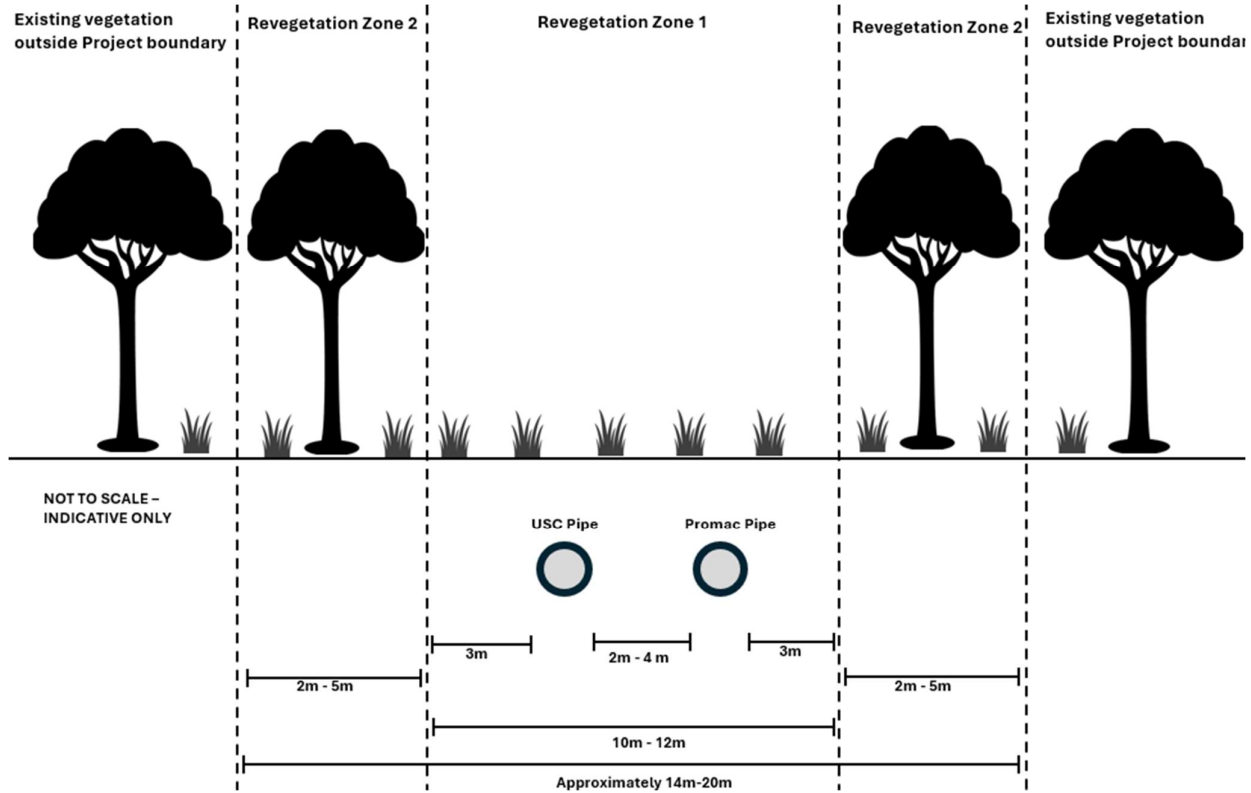 Existing vegetation
outside Project boundary
Revegetation Zone 2
Revegetation Zone 1
Revegetation Zone 2
Existing vegetation
outside Project boundar
NOT TO SCALE –
INDICATIVE ONLY
USC Pipe
Promac Pipe
3m
2m - 4 m
3m
2m - 5m
2m - 5m
10m - 12m
Approximately 14m-20m